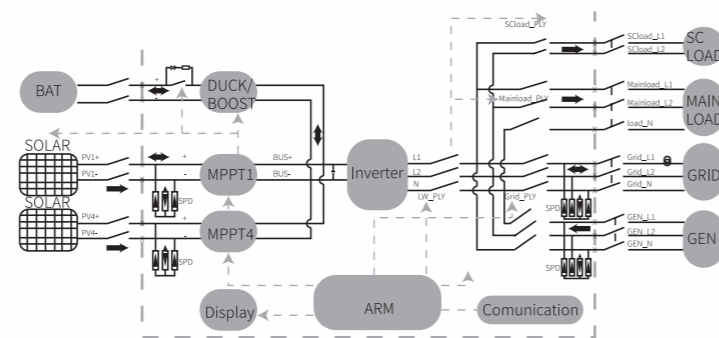 SCload_PLY
SCload_L1
SCload_L2
SC
LOAD
BAT
+
-
DUCK/
BOOST
Mainload_PLY
Mainload_L1
Mainload_L2
load_N
MAIN
LOAD
SOLAR
PV1+
PV1-
+
-
SPD
MPPT1
BUS+
BUS-
Inverter
L1
L2
N
LW_PLY
Grid_PLY
Grid_L1
Grid_L2
Grid_N
SPD
GRID
SOLAR
PV4+
PV4-
+
-
SPD
MPPT4
GEN_L1
GEN_L2
GEN_N
SPD
GEN
Display
ARM
Comunication